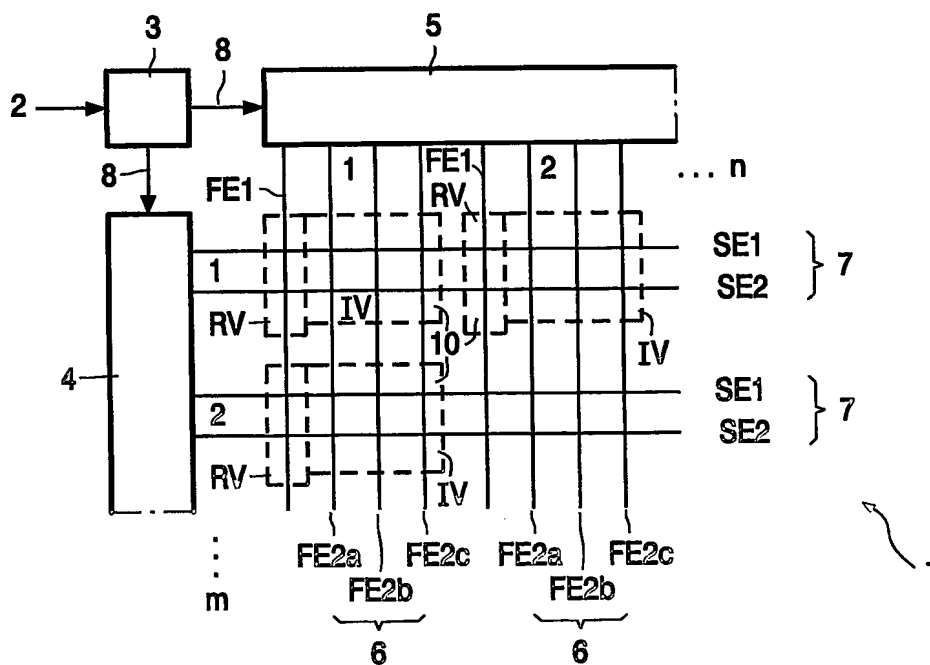 3 8 5
2
8 FE1 1 FE1 2 ... n
RV
1 SE1 7
SE2
RV IV 10 IV
4
2 SE1 7
SE2
RV IV
FE2a FE2c FE2a FE2c
FE2b FE2b
... m
6 6